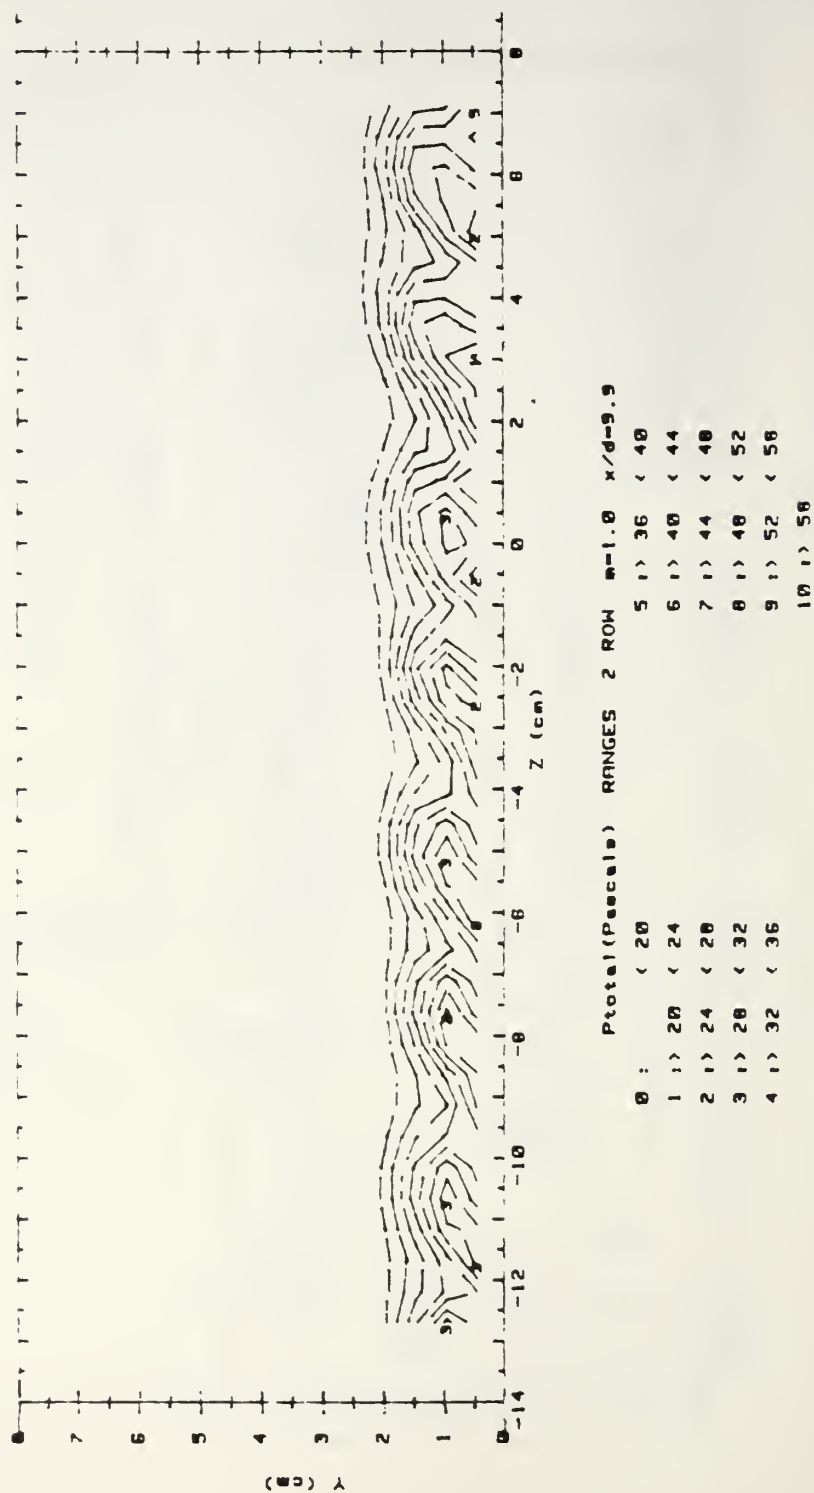 Y (cm)
8
7
6
5
4
3
2
1
0
-14 -12 -10 -8 -6 -4 -2 0 2 4 6 8
Z (cm)
Ptotal(Pascals) RANGES 2 ROW m=1.0 x/d=9.9
0 : < 20
1 :> 20 < 24
2 :> 24 < 28
3 :> 28 < 32
4 :> 32 < 36
5 :> 36 < 40
6 :> 40 < 44
7 :> 44 < 48
8 :> 48 < 52
9 :> 52 < 56
10 :> 56